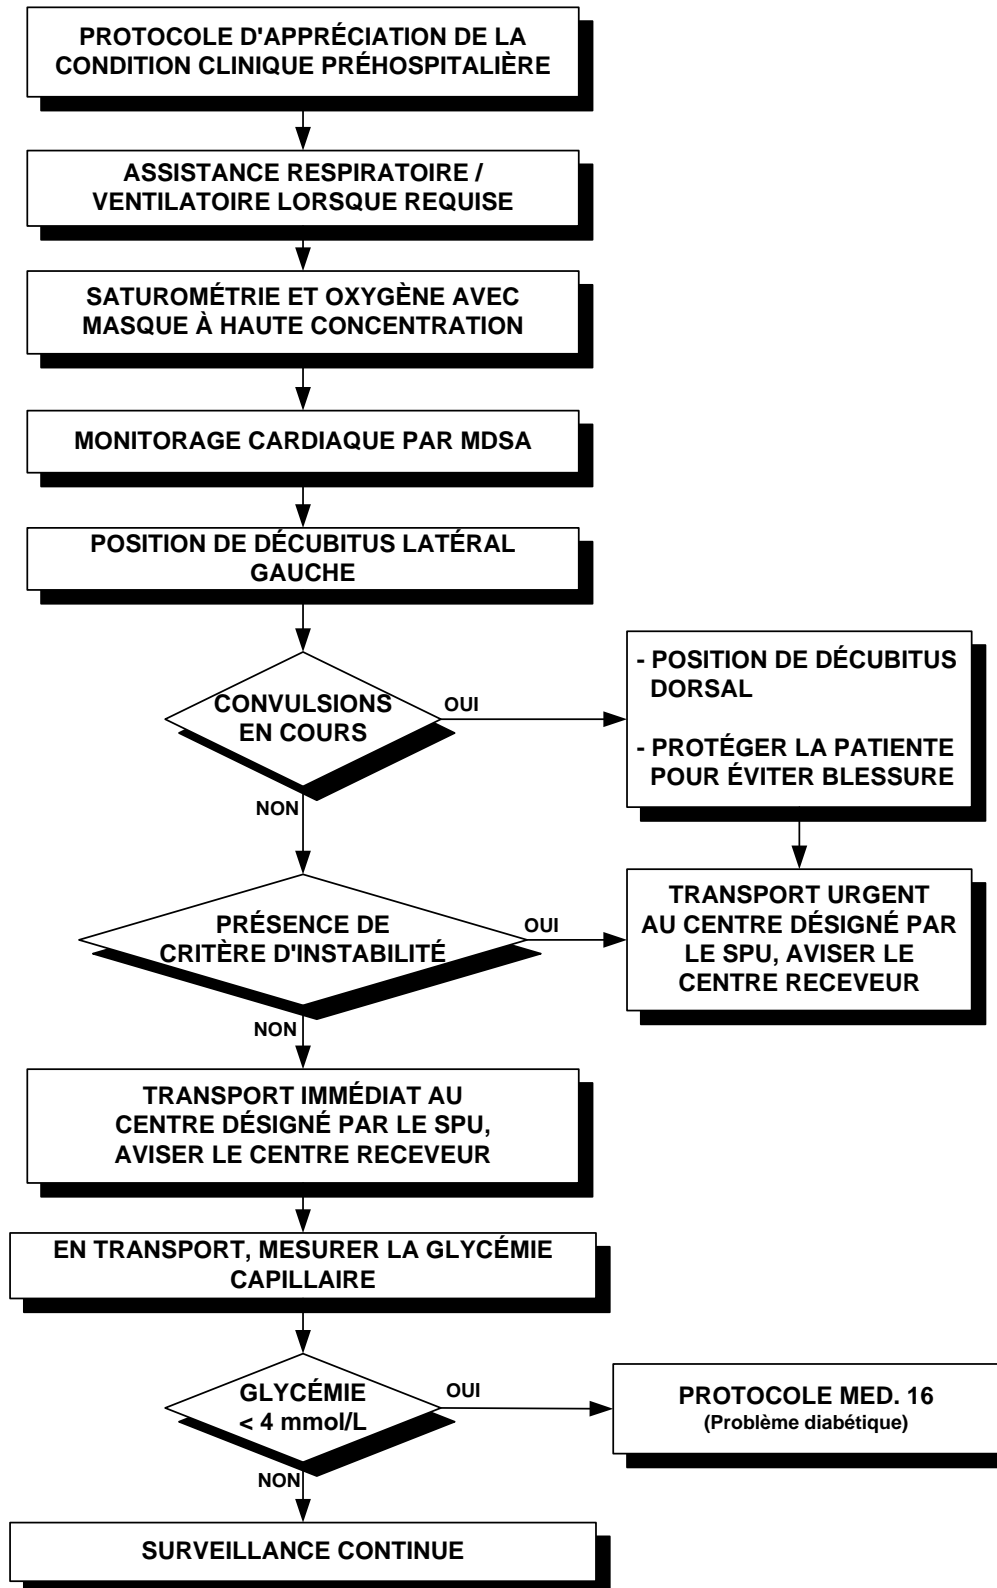 PROTOCOLE D'APPRÉCIATION DE LA
CONDITION CLINIQUE PRÉHOSPITALIÈRE
ASSISTANCE RESPIRATOIRE /
VENTILATOIRE LORSQUE REQUISE
SATUROMÉTRIE ET OXYGÈNE AVEC
MASQUE À HAUTE CONCENTRATION
MONITORAGE CARDIAQUE PAR MDSA
POSITION DE DÉCUBITUS LATÉRAL
GAUCHE
CONVULSIONS
EN COURS
OUI
- POSITION DE DÉCUBITUS
DORSAL
- PROTÉGER LA PATIENTE
POUR ÉVITER BLESSURE
NON
PRÉSENCE DE
CRITÈRE D'INSTABILITÉ
OUI
TRANSPORT URGENT
AU CENTRE DÉSIGNÉ PAR
LE SPU, AVISER LE
CENTRE RECEVEUR
NON
TRANSPORT IMMÉDIAT AU
CENTRE DÉSIGNÉ PAR LE SPU,
AVISER LE CENTRE RECEVEUR
EN TRANSPORT, MESURER LA GLYCÉMIE
CAPILLAIRE
GLYCÉMIE
< 4 mmol/L
OUI
PROTOCOLE MED. 16
(Problème diabétique)
NON
SURVEILLANCE CONTINUE